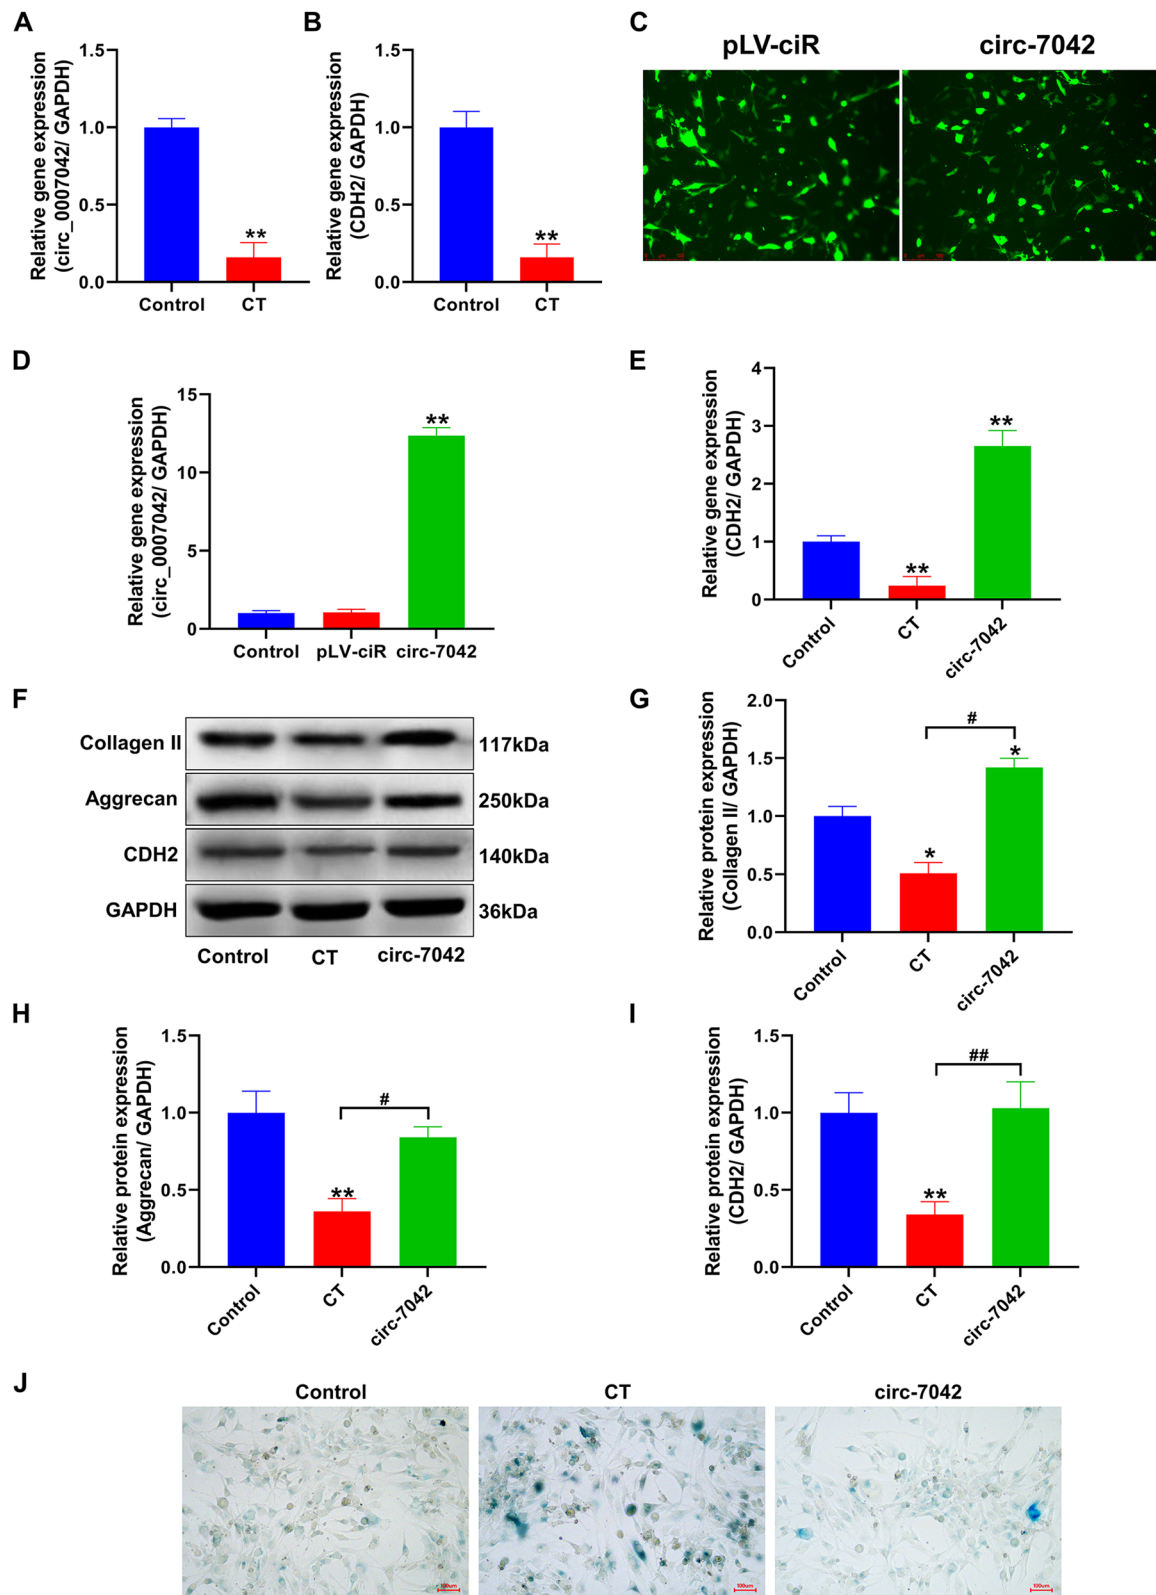 A
Relative gene expression
(circ_0007042/ GAPDH)
1.5
1.0
0.5
0.0
**
Control
CT
B
Relative gene expression
(CDH2/ GAPDH)
1.5
1.0
0.5
0.0
**
Control
CT
C
pLV-ciR
circ-7042
D
Relative gene expression
(circ_0007042/ GAPDH)
15
10
5
0
**
Control
pLV-ciR
circ-7042
E
Relative gene expression
(CDH2/ GAPDH)
4
3
2
1
0
**
**
Control
CT
circ-7042
F
Collagen II
117kDa
Aggrecan
250kDa
CDH2
140kDa
GAPDH
36kDa
Control
CT
circ-7042
G
Relative protein expression
(Collagen II/ GAPDH)
2.0
1.5
1.0
0.5
0.0
#
*
*
Control
CT
circ-7042
H
Relative protein expression
(Aggrecan/ GAPDH)
1.5
1.0
0.5
0.0
#
**
Control
CT
circ-7042
I
Relative protein expression
(CDH2/ GAPDH)
1.5
1.0
0.5
0.0
##
**
Control
CT
circ-7042
J
Control
CT
circ-7042
100um
100um
100um